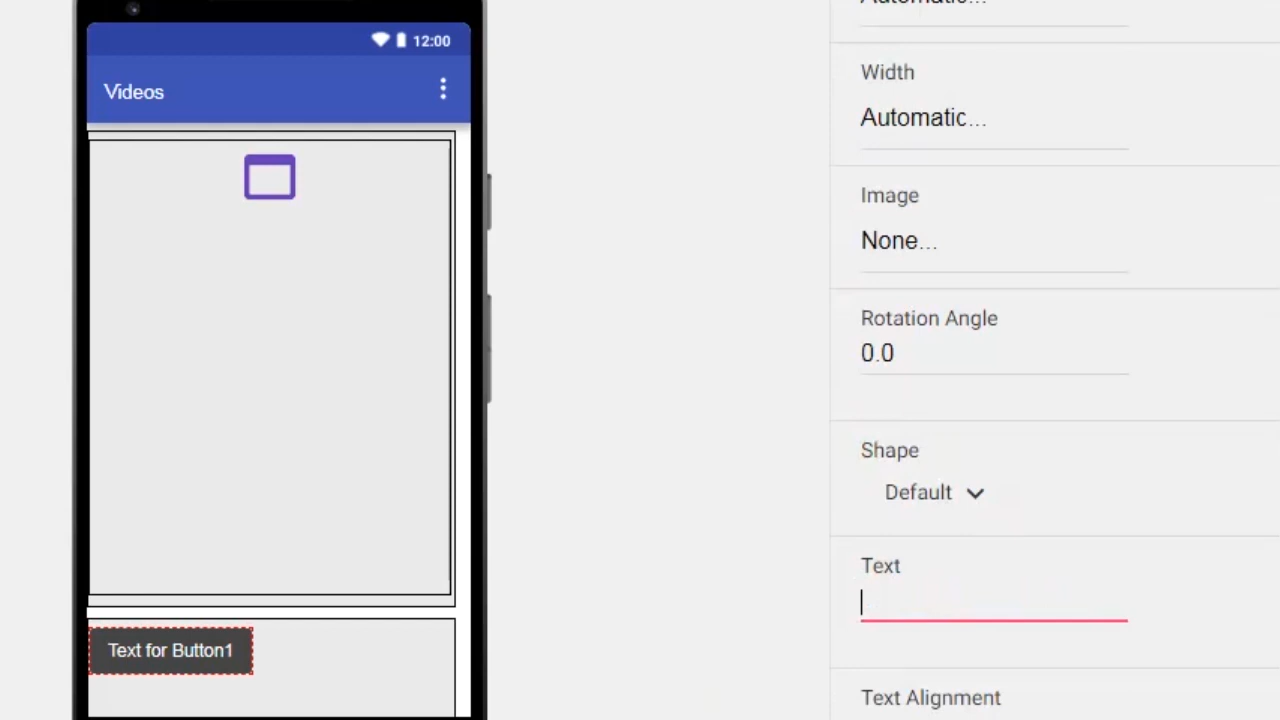 12:00
Videos
Text for Button1
Automatic...
Width
Automatic...
Image
None...
Rotation Angle
0.0
Shape
Default
Text
Text Alignment